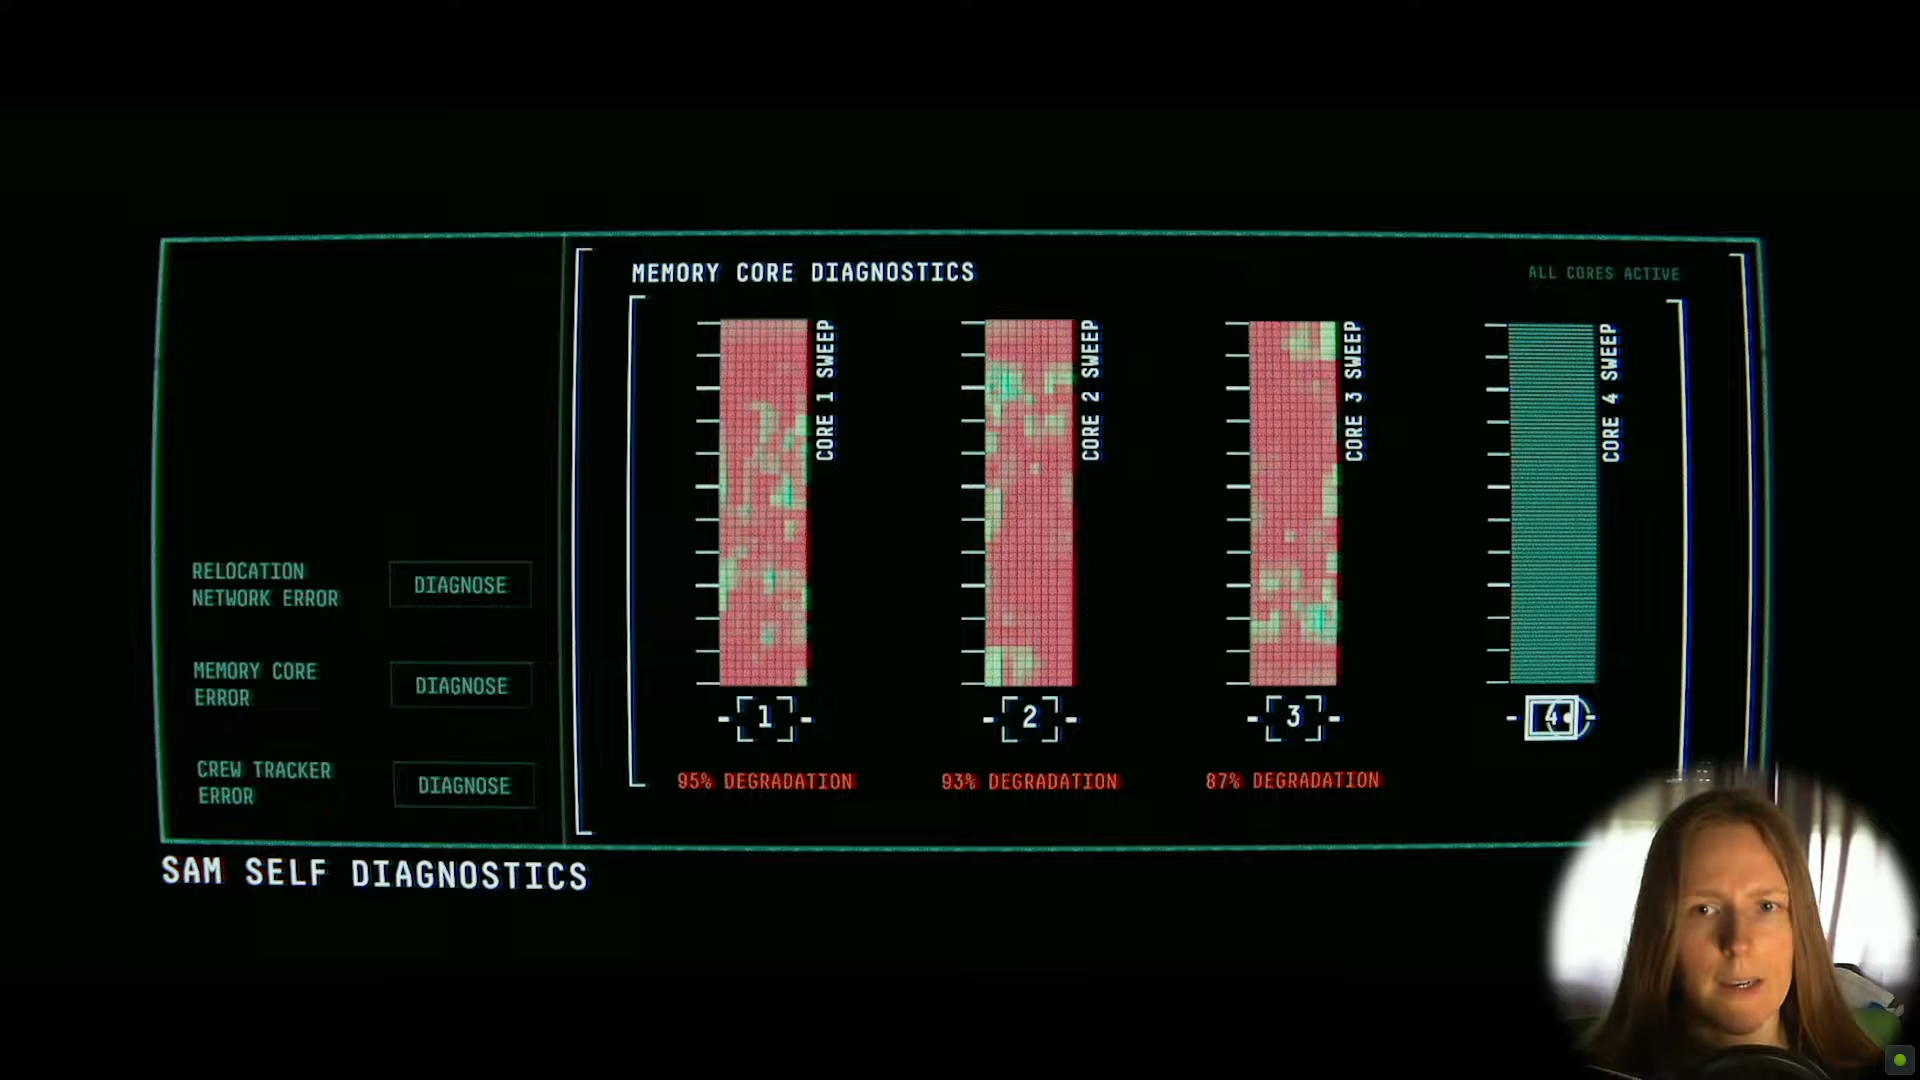 MEMORY CORE DIAGNOSTICS
ALL CORES ACTIVE
CORE 1 SWEEP
CORE 2 SWEEP
CORE 3 SWEEP
CORE 4 SWEEP
1
2
3
4
95% DEGRADATION
93% DEGRADATION
87% DEGRADATION
RELOCATION
NETWORK ERROR
DIAGNOSE
MEMORY CORE
ERROR
DIAGNOSE
CREW TRACKER
ERROR
DIAGNOSE
SAM SELF DIAGNOSTICS